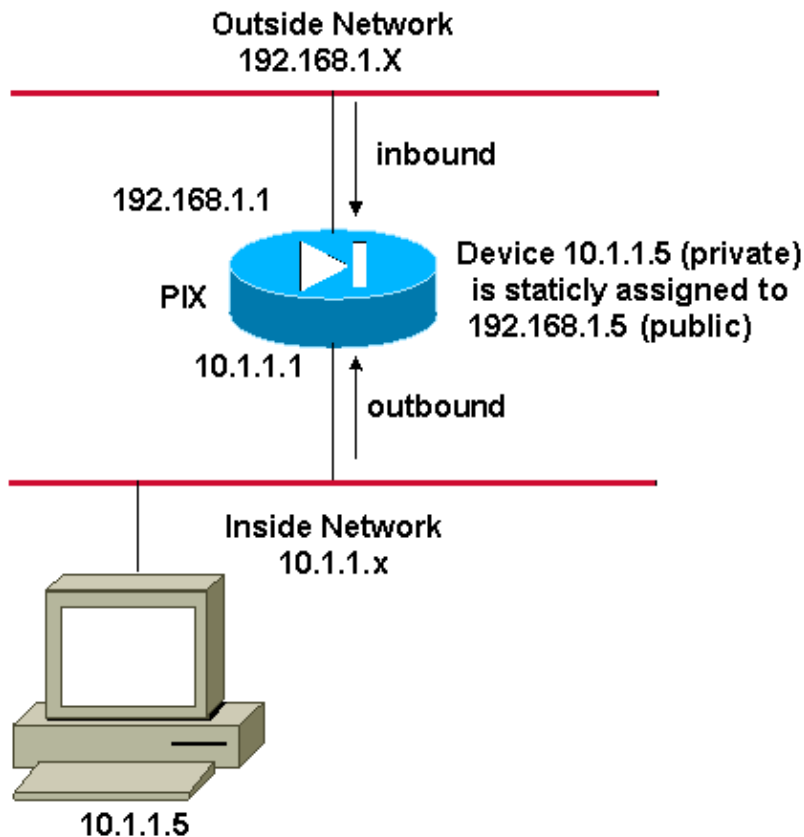 Outside Network
192.168.1.X
inbound
192.168.1.1
Device 10.1.1.5 (private)
is staticly assigned to
192.168.1.5 (public)
PIX
10.1.1.1
outbound
Inside Network
10.1.1.x
10.1.1.5